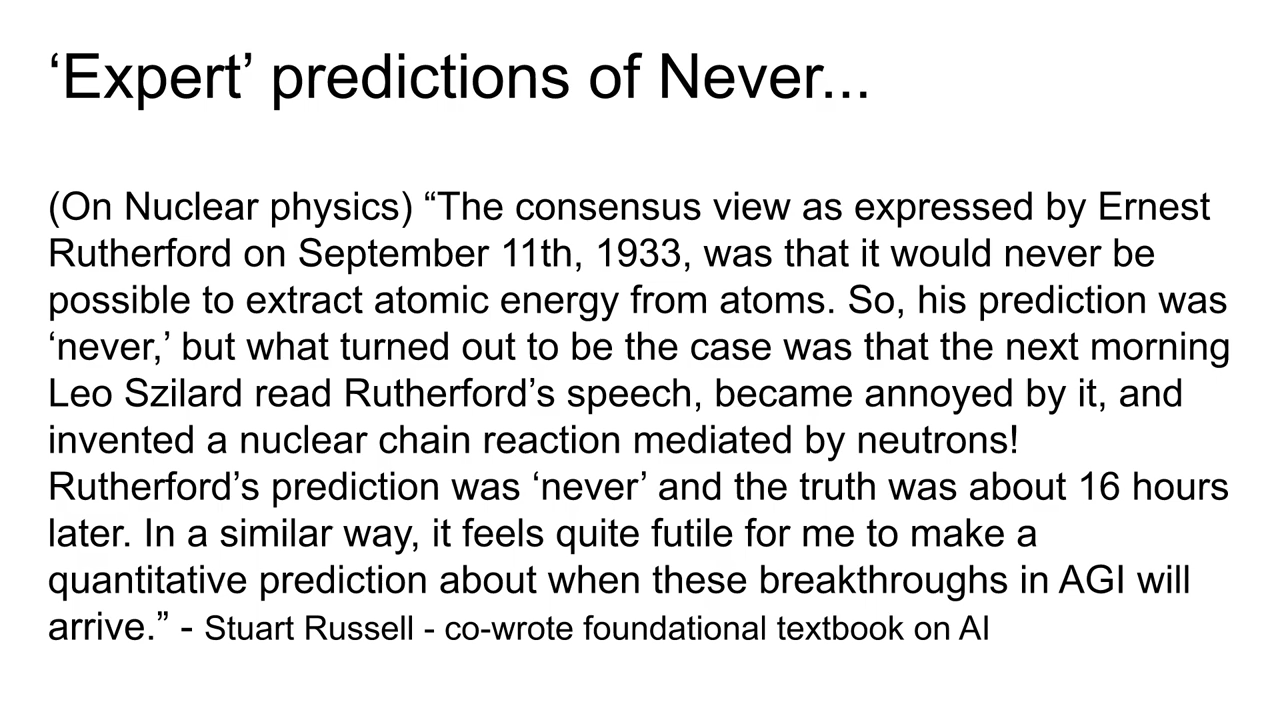 ‘Expert’ predictions of Never...
(On Nuclear physics) “The consensus view as expressed by Ernest
Rutherford on September 11th, 1933, was that it would never be
possible to extract atomic energy from atoms. So, his prediction was
‘never,’ but what turned out to be the case was that the next morning
Leo Szilard read Rutherford’s speech, became annoyed by it, and
invented a nuclear chain reaction mediated by neutrons!
Rutherford’s prediction was ‘never’ and the truth was about 16 hours
later. In a similar way, it feels quite futile for me to make a
quantitative prediction about when these breakthroughs in AGI will
arrive.” - Stuart Russell - co-wrote foundational textbook on AI